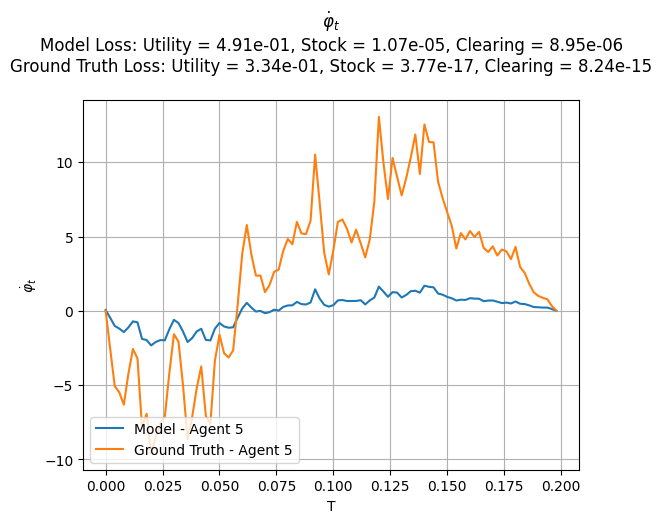 φ̇ₜ
Model Loss: Utility = 4.91e-01, Stock = 1.07e-05, Clearing = 8.95e-06
Ground Truth Loss: Utility = 3.34e-01, Stock = 3.77e-17, Clearing = 8.24e-15
10
5
0
−5
−10
φ̇ₜ
Model - Agent 5
Ground Truth - Agent 5
0.000 0.025 0.050 0.075 0.100 0.125 0.150 0.175 0.200
T